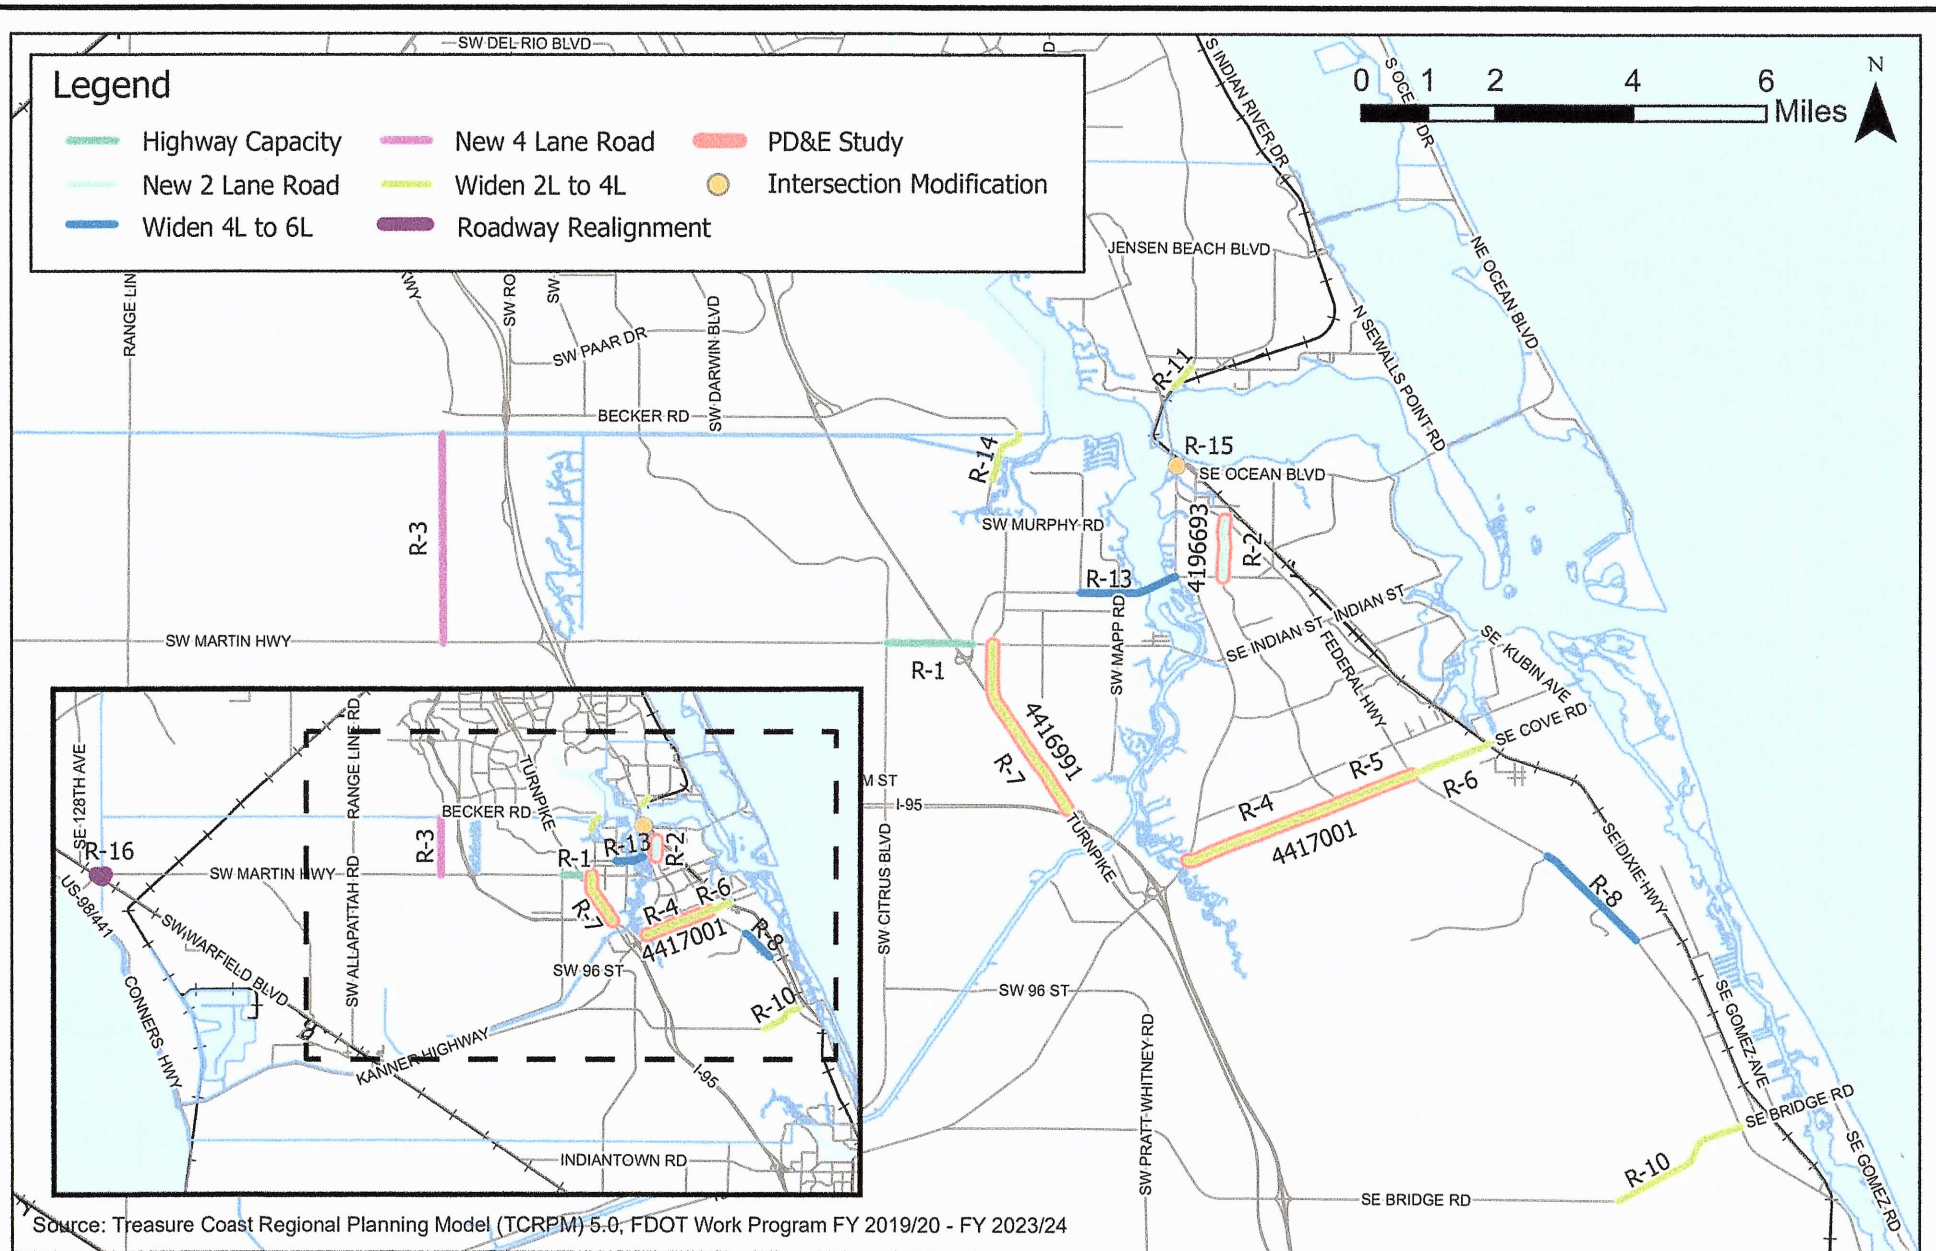 SW DEL RIO BLVD
Legend
Highway Capacity
New 2 Lane Road
Widen 4L to 6L
New 4 Lane Road
Widen 2L to 4L
Roadway Realignment
PD&E Study
Intersection Modification
0 1 2 4 6
Miles
N
S INDIAN RIVER DR
NE OCEAN BLVD
JENSEN BEACH BLVD
N SEWALLS POINT RD
RANGE LIN
KWY
SW RO
SW
SW PAAR DR
SW DARWIN BLVD
BECKER RD
R-11
R-14
R-15
SE OCEAN BLVD
R-3
SW MURPHY RD
4196693
R-2
R-13
SW MAPP RD
SE INDIAN ST
INDIAN ST
FEDERAL HWY
SE KUBIN AVE
SW MARTIN HWY
R-1
4416991
R-7
SE COVE RD
R-5
R-6
R-4
4417001
M ST
I-95
TURNPIKE
SW CITRUS BLVD
SE DIXIE HWY
R-8
SW 96 ST
SW PRATT WHITNEY RD
SE GOMEZ AVE
SE BRIDGE RD
SE GOMEZ RD
R-10
SE BRIDGE RD
SE 128TH AVE
RANGE LINE RD
TURNPIKE
BECKER RD
R-3
R-16
SW MARTIN HWY
R-1
R-13
R-2
US-98/441
SW WARFIELD BLVD
SW ALLAPATTAH RD
R-7
R-4
R-6
4417001
R-8
SW 96 ST
R-10
CONNERS HWY
KANNER HIGHWAY
I-95
INDIANTOWN RD
Source: Treasure Coast Regional Planning Model (TCRPM) 5.0, FDOT Work Program FY 2019/20 - FY 2023/24